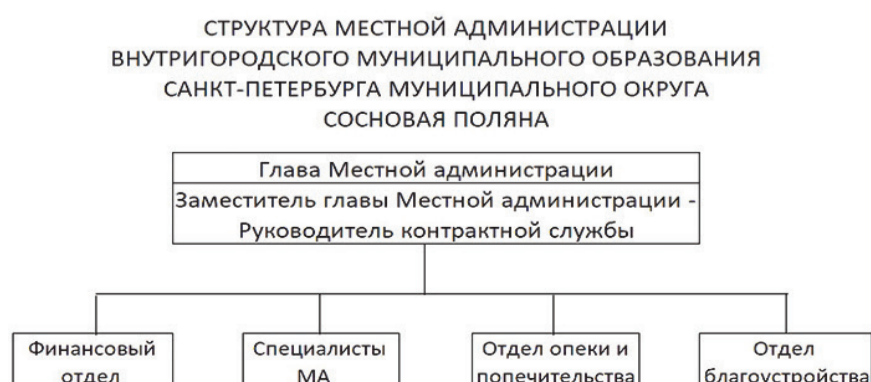 СТРУКТУРА МЕСТНОЙ АДМИНИСТРАЦИИ
ВНУТРИГОРОДСКОГО МУНИЦИПАЛЬНОГО ОБРАЗОВАНИЯ
САНКТ-ПЕТЕРБУРГА МУНИЦИПАЛЬНОГО ОКРУГА
СОСНОВАЯ ПОЛЯНА
Глава Местной администрации
Заместитель главы Местной администрации -
Руководитель контрактной службы
Финансовый
отдел
Специалисты
МА
Отдел опеки и
попечительства
Отдел
благоустройства